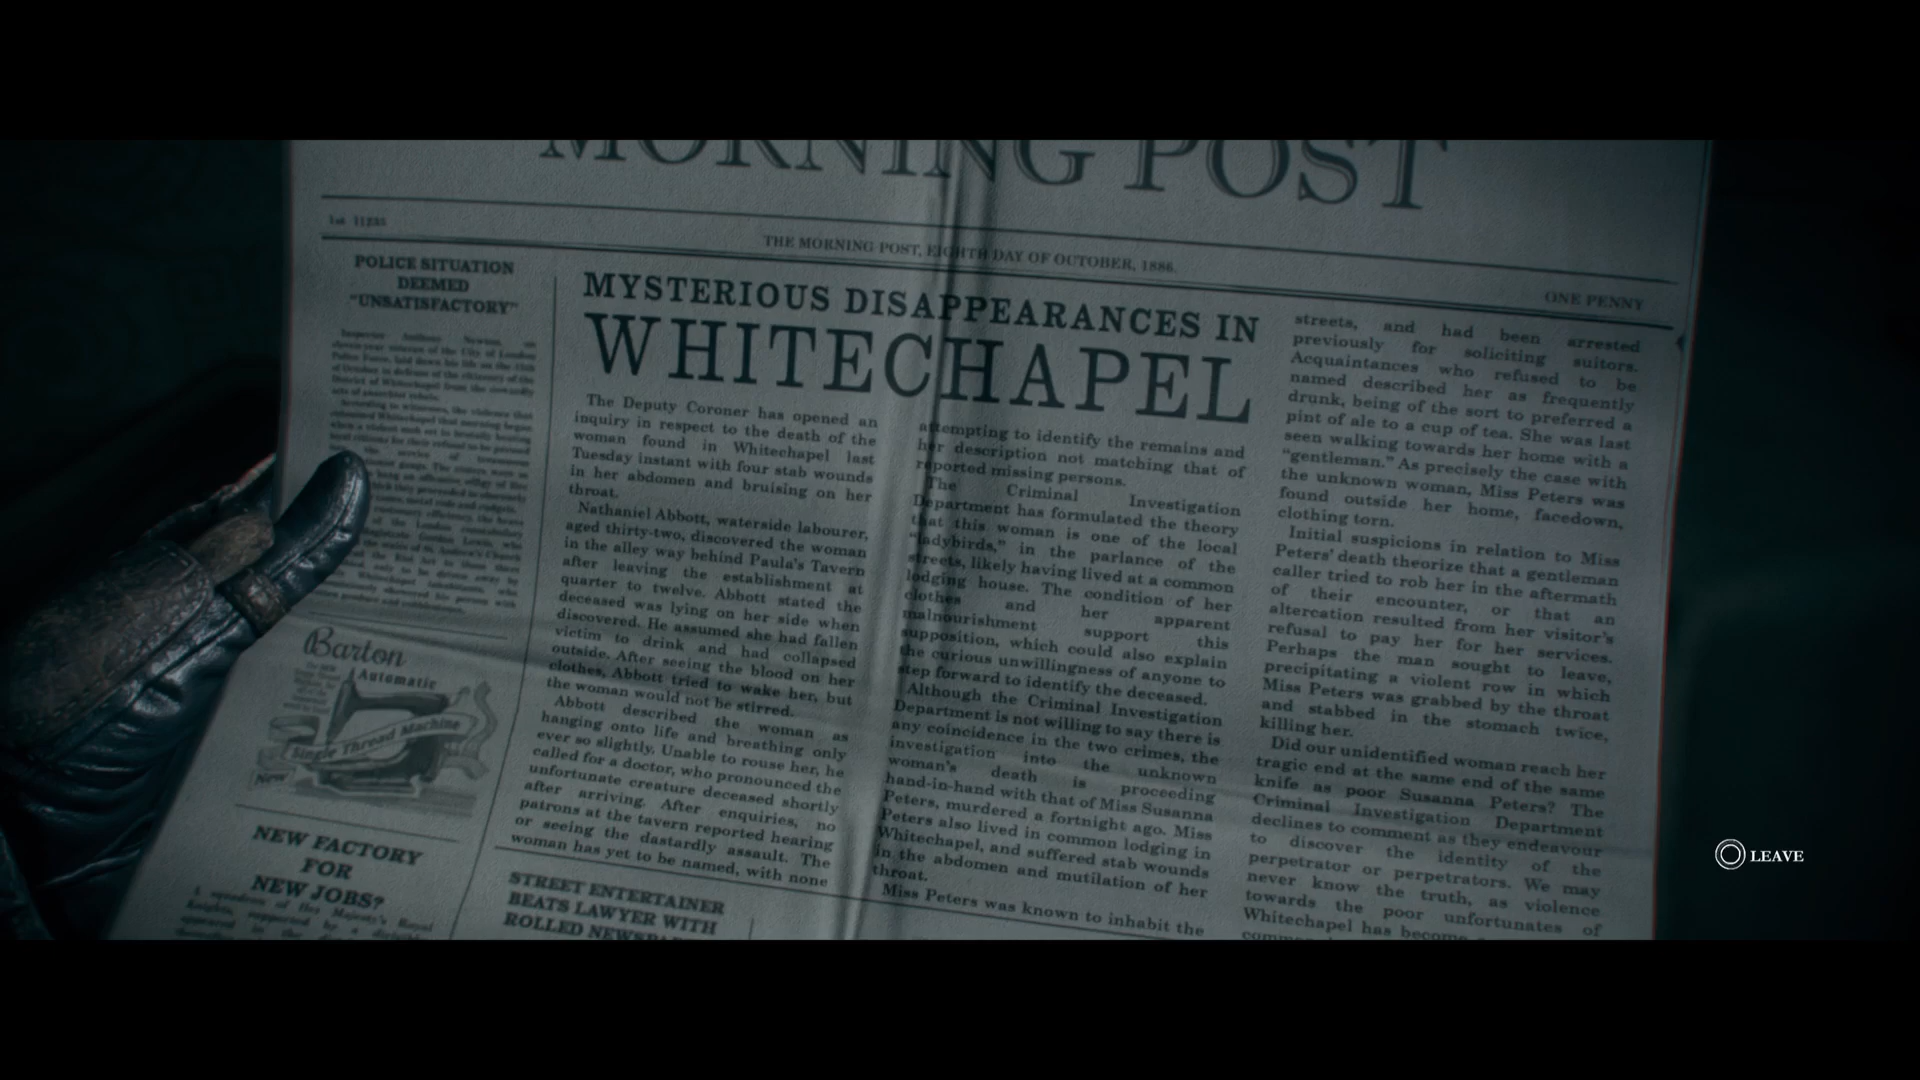 MORNING POST
THE MORNING POST, EIGHTH DAY OF OCTOBER, 1886.
ONE PENNY
POLICE SITUATION
DEEMED
"UNSATISFACTORY"
Inspector Anthony Newton, an
Barton
Automatic
Single Thread Machine
New
NEW FACTORY
FOR
NEW JOBS?
MYSTERIOUS DISAPPEARANCES IN
WHITECHAPEL
The Deputy Coroner has opened an
inquiry in respect to the death of the
woman found in Whitechapel last
Tuesday instant with four stab wounds
in her abdomen and bruising on her
throat.
Nathaniel Abbott, waterside labourer,
aged thirty-two, discovered the woman
in the alley way behind Paula's Tavern
after leaving the establishment at
quarter to twelve. Abbott stated the
deceased was lying on her side when
discovered. He assumed she had fallen
victim to drink and had collapsed
outside. After seeing the blood on her
clothes, Abbott tried to wake her, but
the woman would not be stirred.
Abbott described the woman as
hanging onto life and breathing only
ever so slightly. Unable to rouse her, he
called for a doctor, who pronounced the
unfortunate creature deceased shortly
after arriving. After enquiries, no
patrons at the tavern reported hearing
or seeing the dastardly assault. The
woman has yet to be named, with none
attempting to identify the remains and
her description not matching that of
reported missing persons.
The Criminal Investigation
Department has formulated the theory
that this woman is one of the local
"ladybirds," in the parlance of the
streets, likely having lived at a common
lodging house. The condition of her
clothes and her apparent
malnourishment support this
supposition, which could also explain
the curious unwillingness of anyone to
step forward to identify the deceased.
Although the Criminal Investigation
Department is not willing to say there is
any coincidence in the two crimes, the
investigation into the unknown
woman's death is proceeding
hand-in-hand with that of Miss Susanna
Peters, murdered a fortnight ago. Miss
Peters also lived in common lodging in
Whitechapel, and suffered stab wounds
in the abdomen and mutilation of her
throat.
Miss Peters was known to inhabit the
streets, and had been arrested
previously for soliciting suitors.
Acquaintances who refused to be
named described her as frequently
drunk, being of the sort to preferred a
pint of ale to a cup of tea. She was last
seen walking towards her home with a
"gentleman." As precisely the case with
the unknown woman, Miss Peters was
found outside her home, facedown,
clothing torn.
Initial suspicions in relation to Miss
Peters' death theorize that a gentleman
caller tried to rob her in the aftermath
of their encounter, or that an
altercation resulted from her visitor's
refusal to pay her for her services.
Perhaps the man sought to leave,
precipitating a violent row in which
Miss Peters was grabbed by the throat
and stabbed in the stomach twice,
killing her.
Did our unidentified woman reach her
tragic end at the same end of the same
knife as poor Susanna Peters? The
Criminal Investigation Department
declines to comment as they endeavour
to discover the identity of the
perpetrator or perpetrators. We may
never know the truth, as violence
towards the poor unfortunates of
Whitechapel has become
STREET ENTERTAINER
BEATS LAWYER WITH
ROLLED
LEAVE